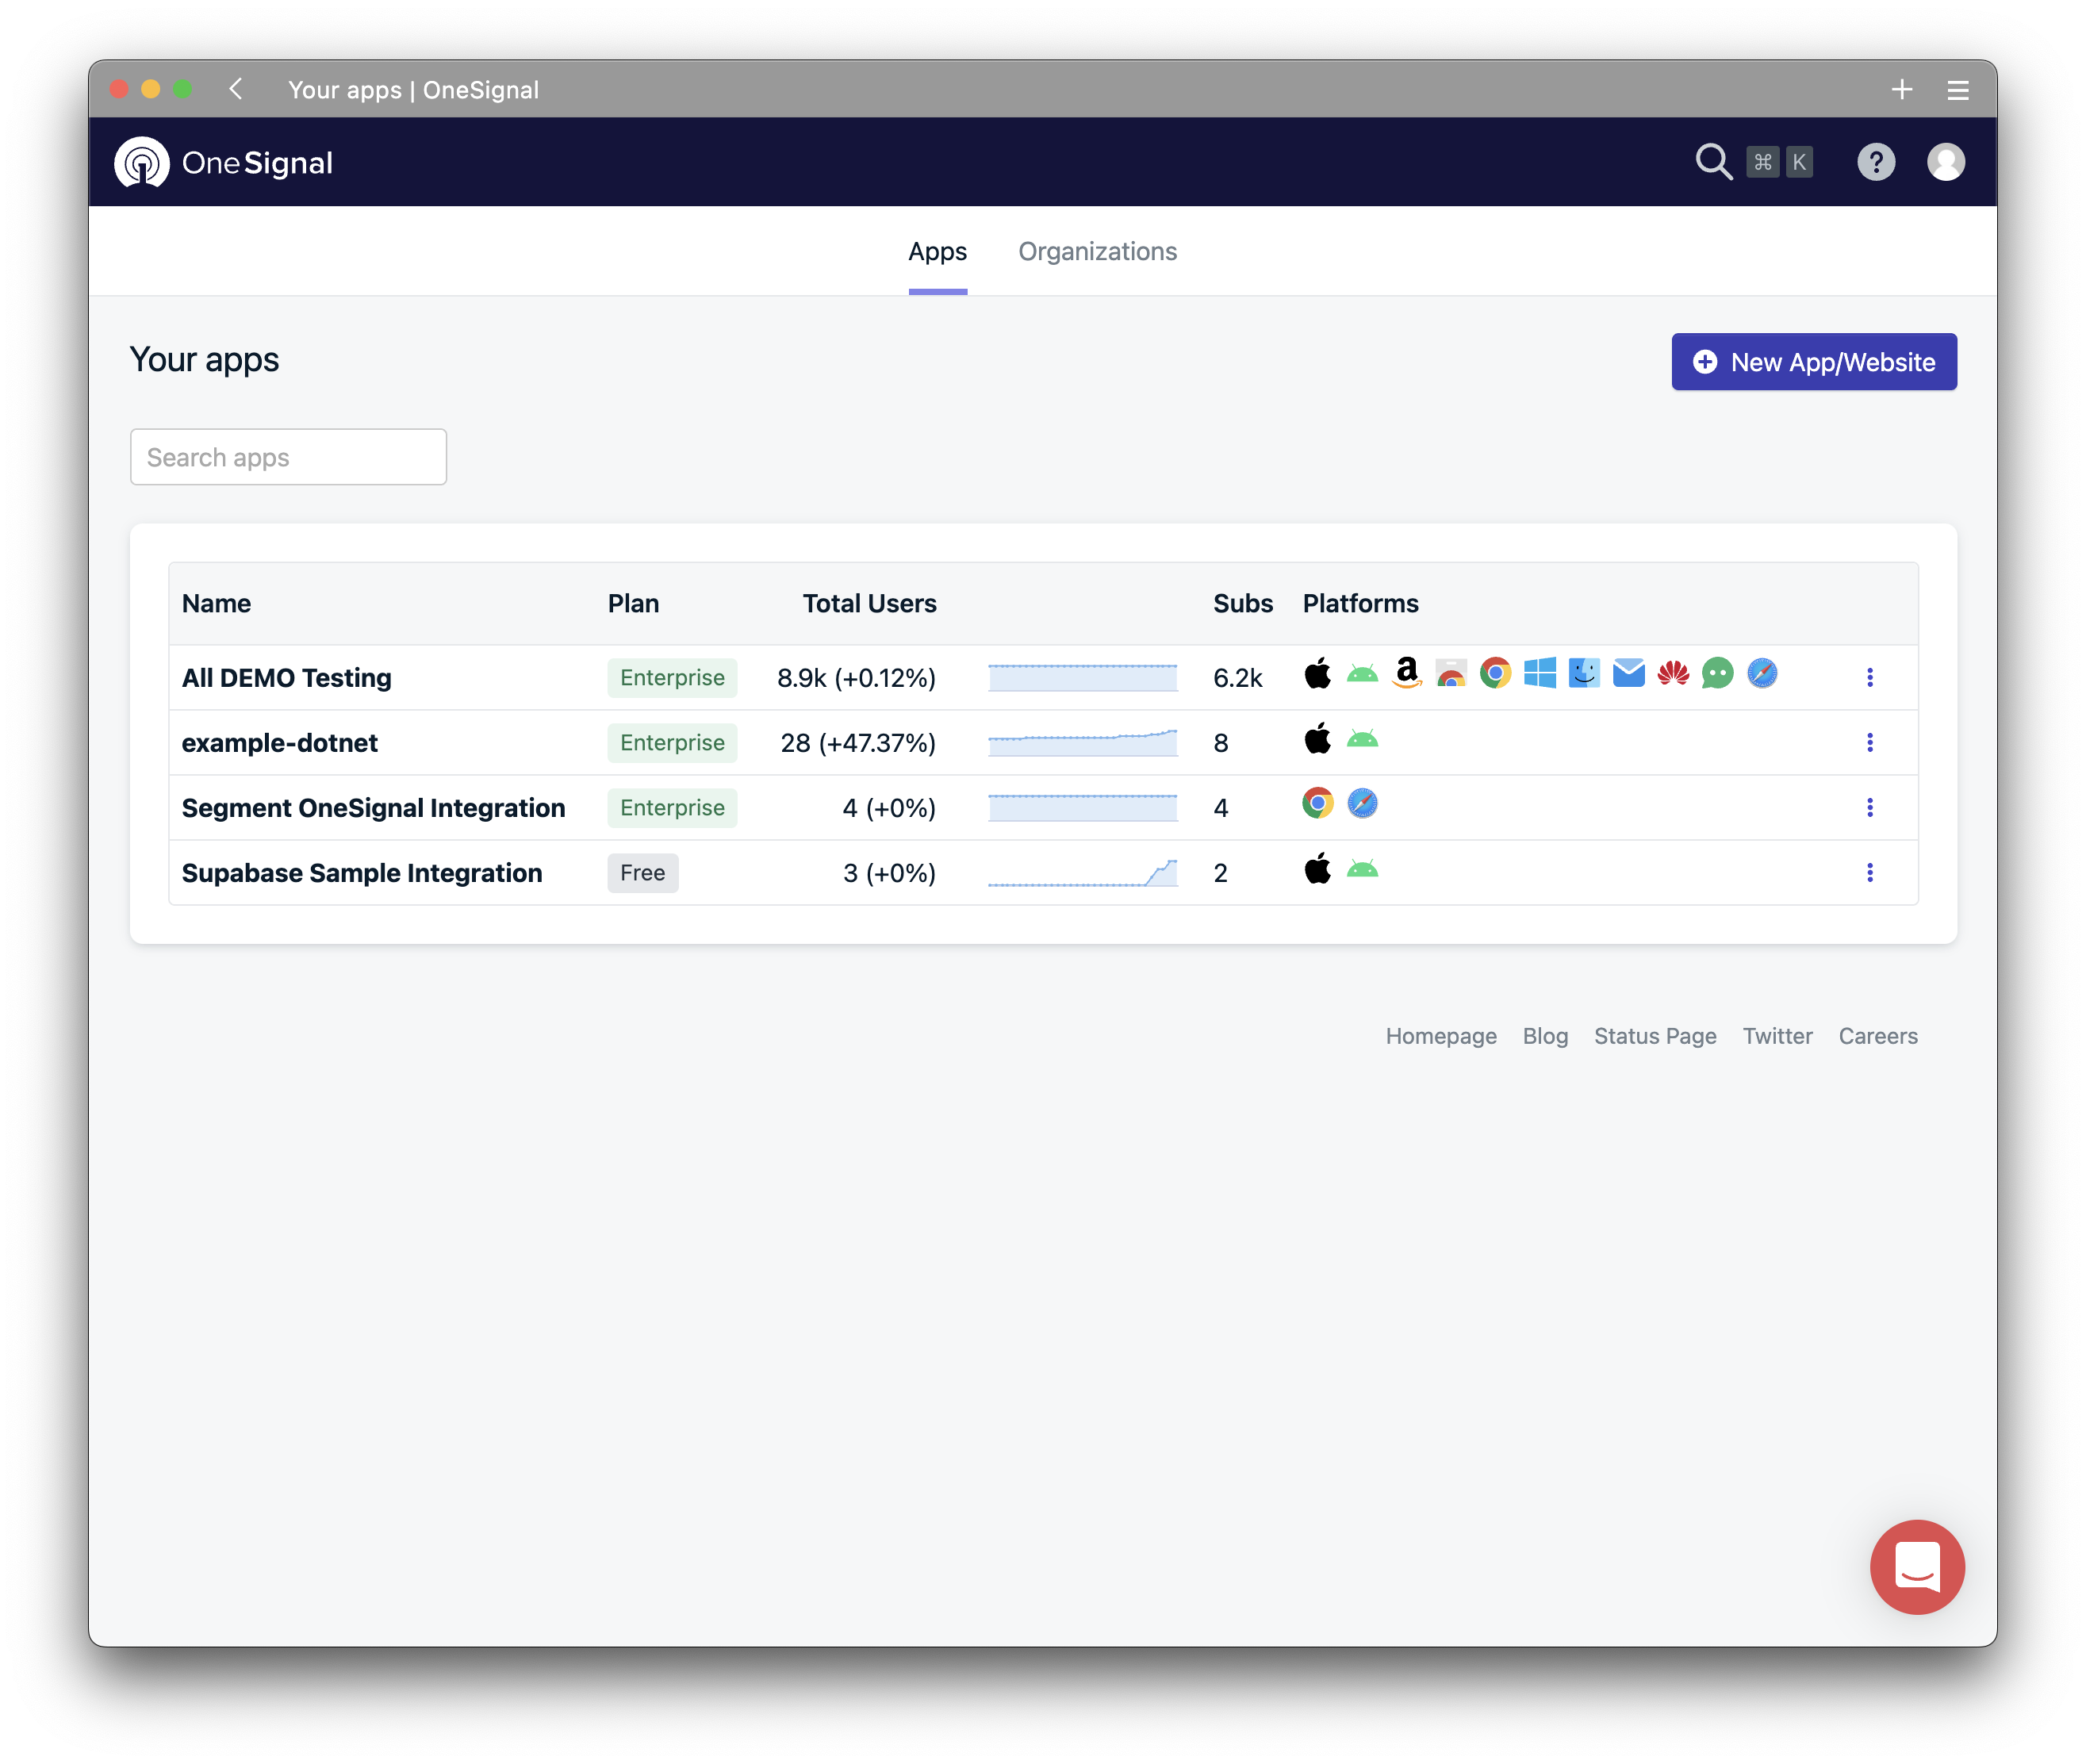 Your apps | OneSignal
OneSignal
⌘ K
Apps Organizations
Your apps
New App/Website
Search apps
Name Plan Total Users Subs Platforms
All DEMO Testing Enterprise 8.9k (+0.12%) 6.2k
example-dotnet Enterprise 28 (+47.37%) 8
Segment OneSignal Integration Enterprise 4 (+0%) 4
Supabase Sample Integration Free 3 (+0%) 2
Homepage Blog Status Page Twitter Careers